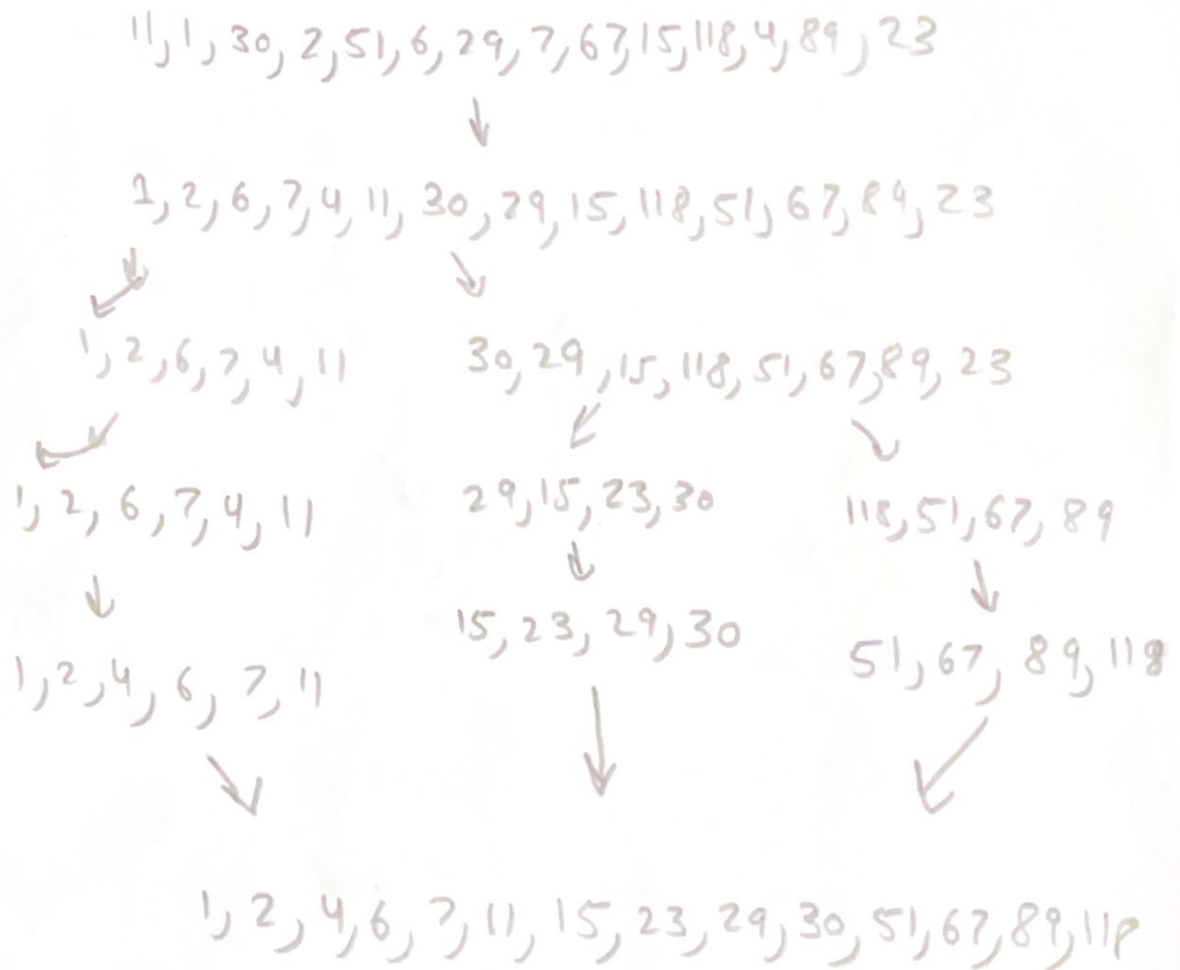 11, 1, 30, 2, 51, 6, 29, 7, 67, 15, 118, 4, 89, 23
1, 2, 6, 7, 4, 11, 30, 29, 15, 118, 51, 67, 89, 23
1, 2, 6, 7, 4, 11
30, 29, 15, 118, 51, 67, 89, 23
1, 2, 6, 7, 4, 11
29, 15, 23, 30
118, 51, 67, 89
15, 23, 29, 30
1, 2, 4, 6, 7, 11
51, 67, 89, 118
1, 2, 4, 6, 7, 11, 15, 23, 29, 30, 51, 67, 89, 118